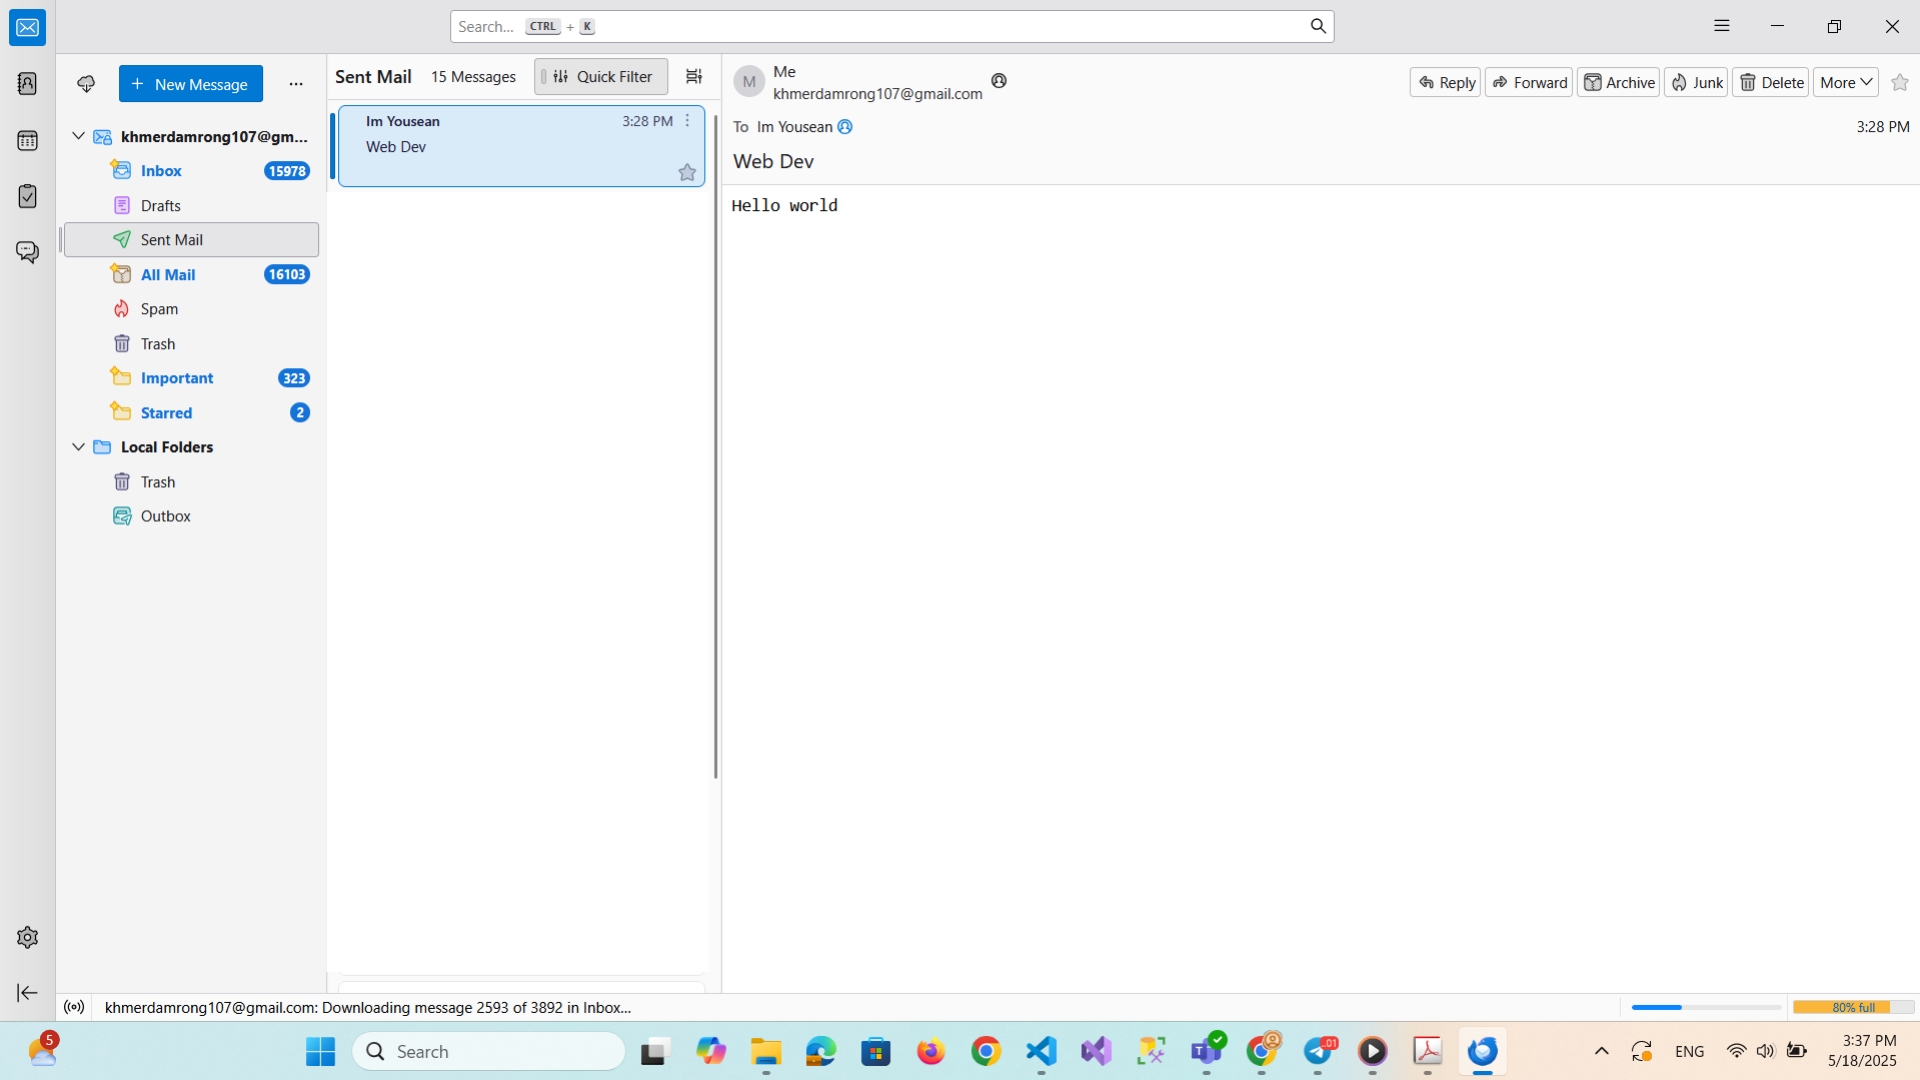 Search... CTRL + K
New Message
khmerdamrong107@gm...
Inbox 15978
Drafts
Sent Mail
All Mail 16103
Spam
Trash
Important 323
Starred 2
Local Folders
Trash
Outbox
Sent Mail 15 Messages Quick Filter
Im Yousean 3:28 PM
Web Dev
M
Me
khmerdamrong107@gmail.com
Reply Forward Archive Junk Delete More
To Im Yousean 3:28 PM
Web Dev
Hello world
khmerdamrong107@gmail.com: Downloading message 2593 of 3892 in Inbox...
80% full
5
Search
ENG
3:37 PM
5/18/2025